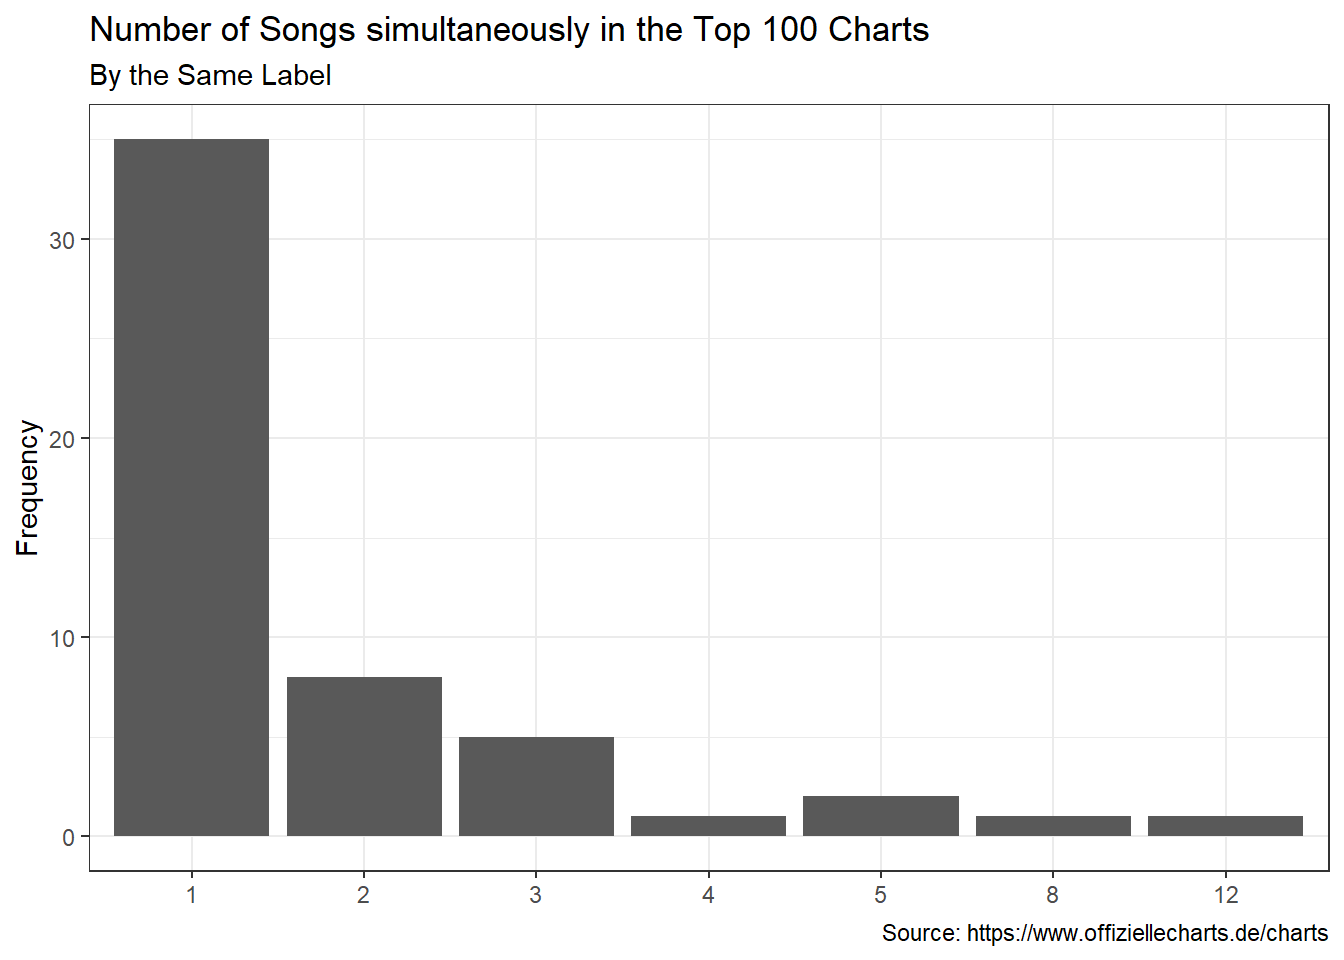 Number of Songs simultaneously in the Top 100 Charts
By the Same Label
Frequency
30
20
10
0
1 2 3 4 5 8 12
Source: https://www.offiziellecharts.de/charts